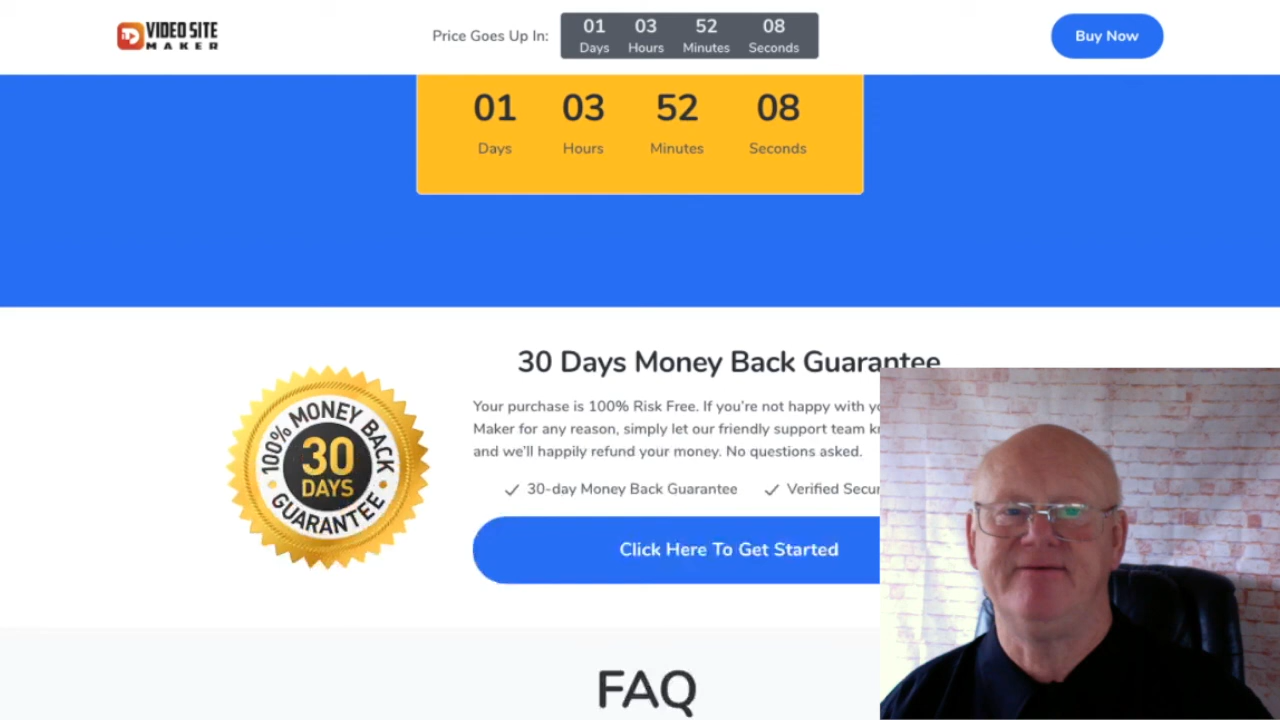 VIDEO SITE
MAKER
Price Goes Up In:
01 03 52 08
Days Hours Minutes Seconds
Buy Now
01 03 52 08
Days Hours Minutes Seconds
100% MONEY BACK
30
DAYS
GUARANTEE
30 Days Money Back Guarantee
Your purchase is 100% Risk Free. If you're not happy with
Maker for any reason, simply let our friendly support team
and we'll happily refund your money. No questions asked.
30-day Money Back Guarantee Verified
Click Here To Get Started
FAQ